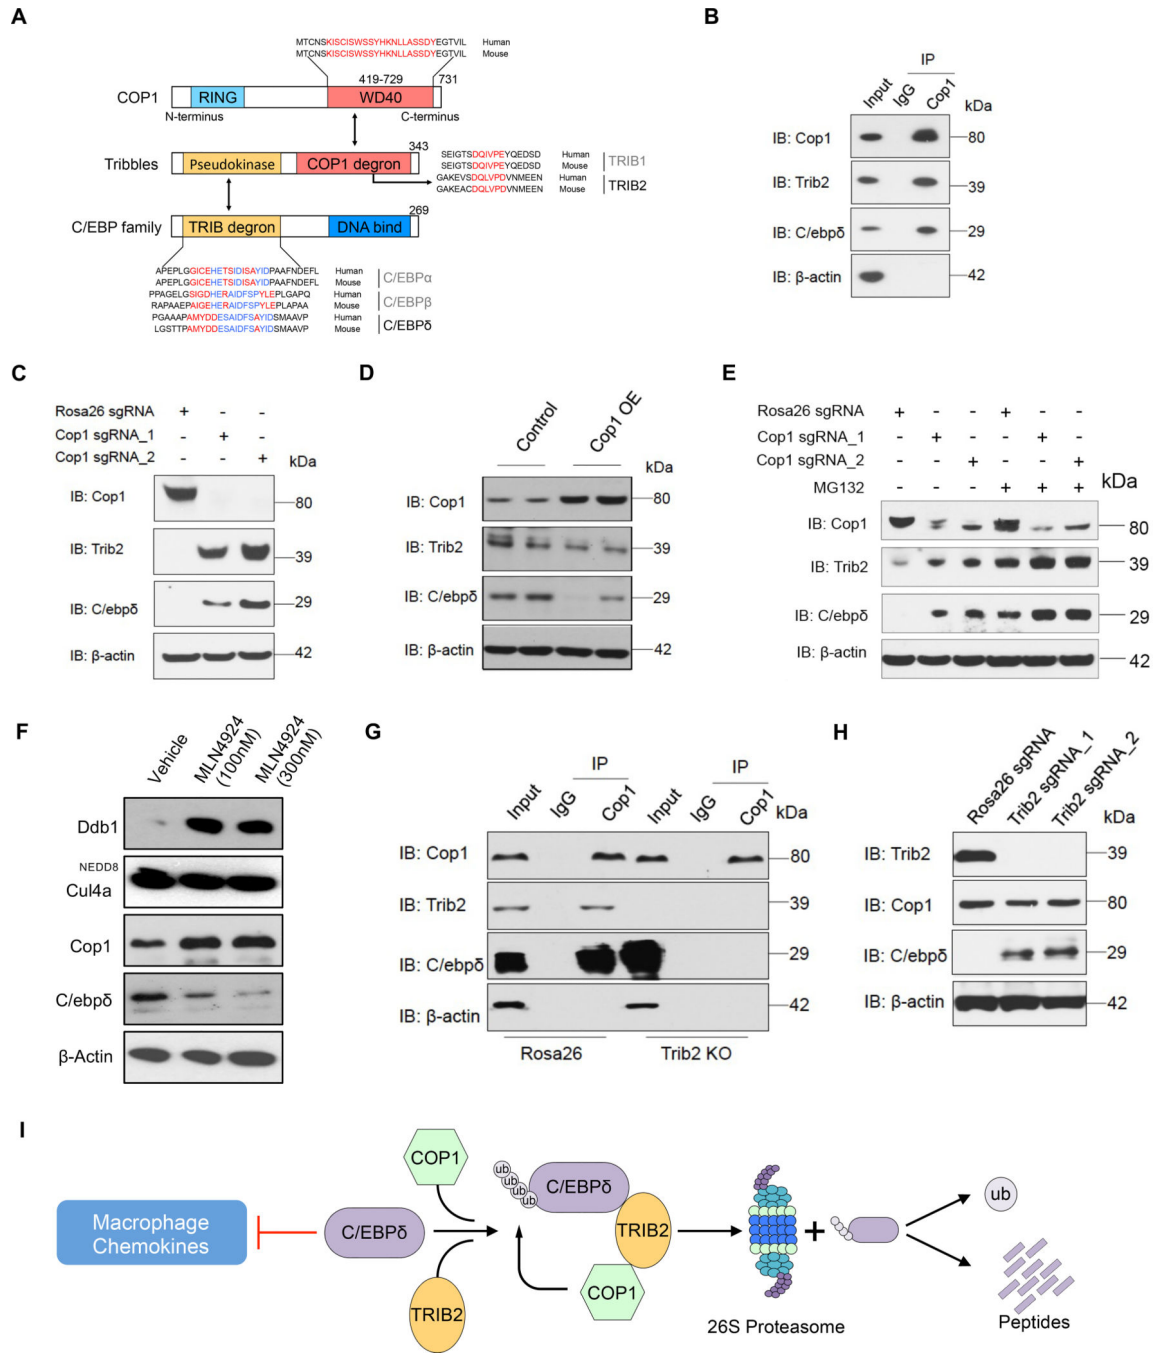 A
MTCNSKISCISWSSYHKNLLASSDYEGTVIL Human
MTCNSKISCISWSSYHKNLLASSDYEGTVIL Mouse
419-729
731
COP1
RING
WD40
N-terminus
C-terminus
343
Tribbles
Pseudokinase
COP1 degron
SEIGTSDQIVPEYQEDSD Human
SEIGTSDQIVPEYQEDSD Mouse
TRIB1
GAKEVSDQLVPDVNMEEN Human
GAKEACDQLVPDVNMEEN Mouse
TRIB2
269
C/EBP family
TRIB degron
DNA bind
APEPLGGICEHETSIDISAYIDPAAFNDEFL Human
APEPLGGICEHETSIDISAYIDPAAFNDEFL Mouse
C/EBPα
PPAGELGSIGDHERAIDFSPYLEPLGAPQ Human
RAPAAEPAIGEHERAIDFSPYLEPLAPAA Mouse
C/EBPβ
PGAAAPAMYDDESAIDFSAYIDSMAAVP Human
LGSTTPAMYDDESAIDFSAYIDSMAAVP Mouse
C/EBPδ
B
IP
Input IgG Cop1 kDa
IB: Cop1 80
IB: Trib2 39
IB: C/ebpδ 29
IB: β-actin 42
C
Rosa26 sgRNA + - -
Cop1 sgRNA_1 - + -
Cop1 sgRNA_2 - - +
kDa
IB: Cop1 80
IB: Trib2 39
IB: C/ebpδ 29
IB: β-actin 42
D
Control Cop1 OE
kDa
IB: Cop1 80
IB: Trib2 39
IB: C/ebpδ 29
IB: β-actin 42
E
Rosa26 sgRNA + - - + - -
Cop1 sgRNA_1 - + - - + -
Cop1 sgRNA_2 - - + - - +
MG132 - - - + + + kDa
IB: Cop1 80
IB: Trib2 39
IB: C/ebpδ 29
IB: β-actin 42
F
Vehicle
MLN4924 (100nM)
MLN4924 (300nM)
Ddb1
NEDD8
Cul4a
Cop1
C/ebpδ
β-Actin
G
IP IP
Input IgG Cop1 Input IgG Cop1 kDa
IB: Cop1 80
IB: Trib2 39
IB: C/ebpδ 29
IB: β-actin 42
Rosa26 Trib2 KO
H
Rosa26 sgRNA
Trib2 sgRNA_1
Trib2 sgRNA_2
kDa
IB: Trib2 39
IB: Cop1 80
IB: C/ebpδ 29
IB: β-actin 42
I
Macrophage
Chemokines
C/EBPδ
COP1
TRIB2
ub
ub
ub
ub
C/EBPδ
TRIB2
COP1
26S Proteasome
+
ub
Peptides